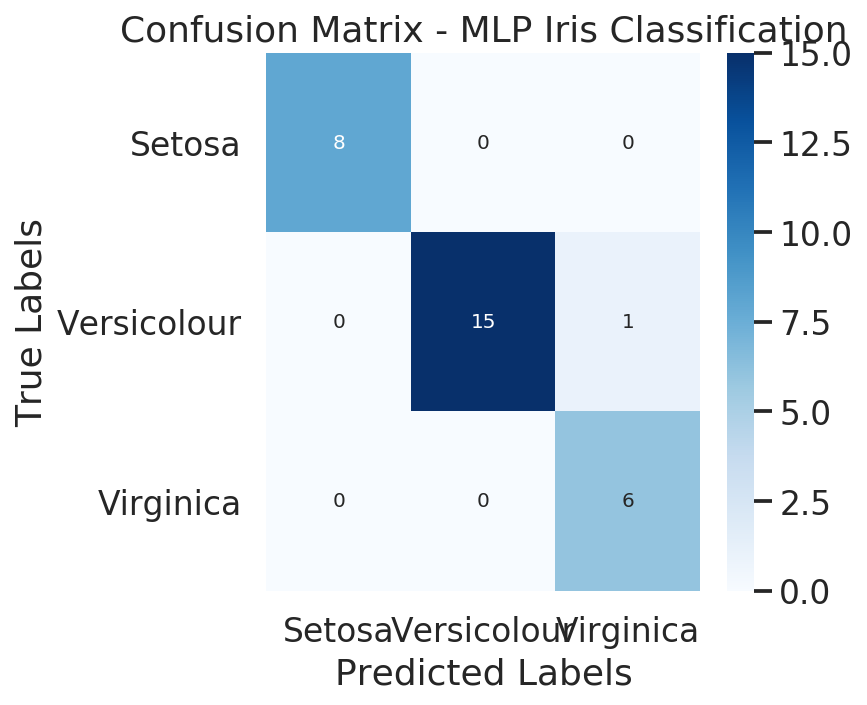 Confusion Matrix - MLP Iris Classification
True Labels
Setosa 8 0 0
Versicolour 0 15 1
Virginica 0 0 6
Setosa Versicolour Virginica
Predicted Labels
15.0
12.5
10.0
7.5
5.0
2.5
0.0